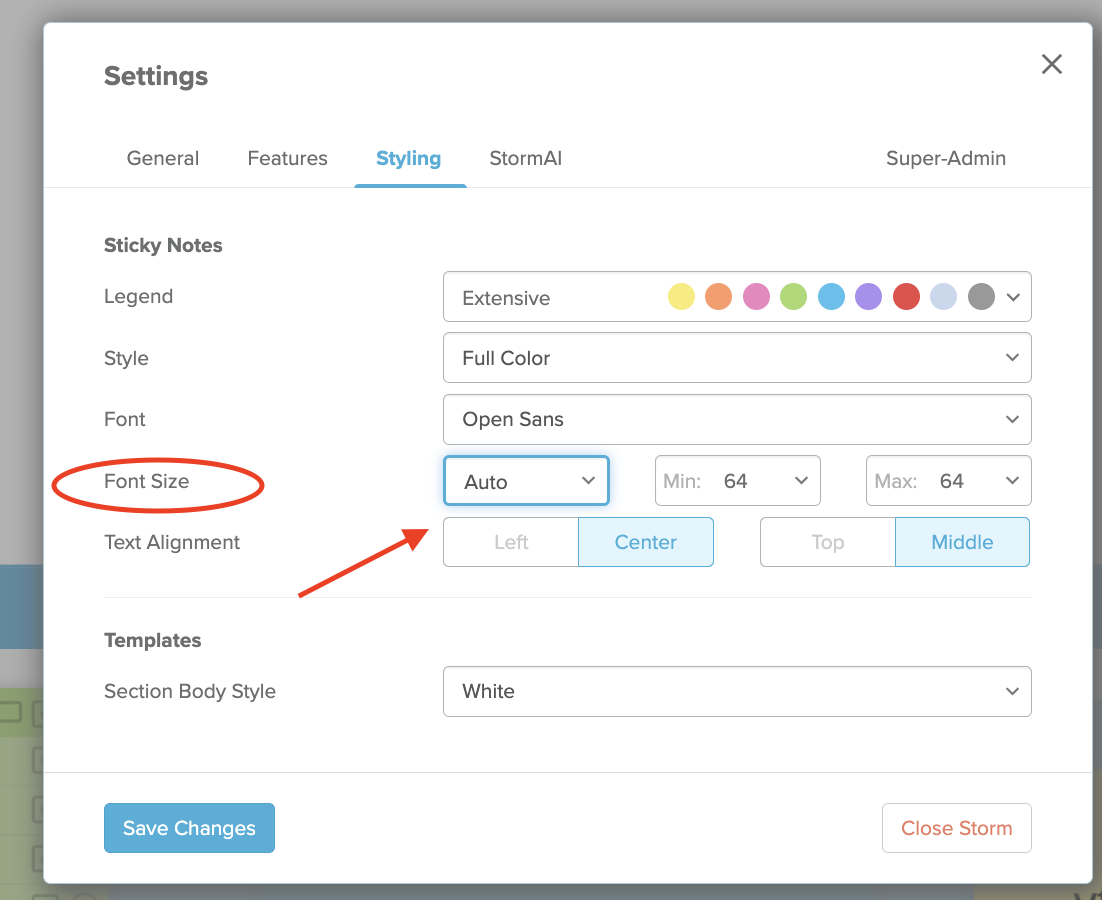 Settings
General Features Styling StormAI Super-Admin
Sticky Notes
Legend Extensive
Style Full Color
Font Open Sans
Font Size Auto Min: 64 Max: 64
Text Alignment Left Center Top Middle
Templates
Section Body Style White
Save Changes Close Storm